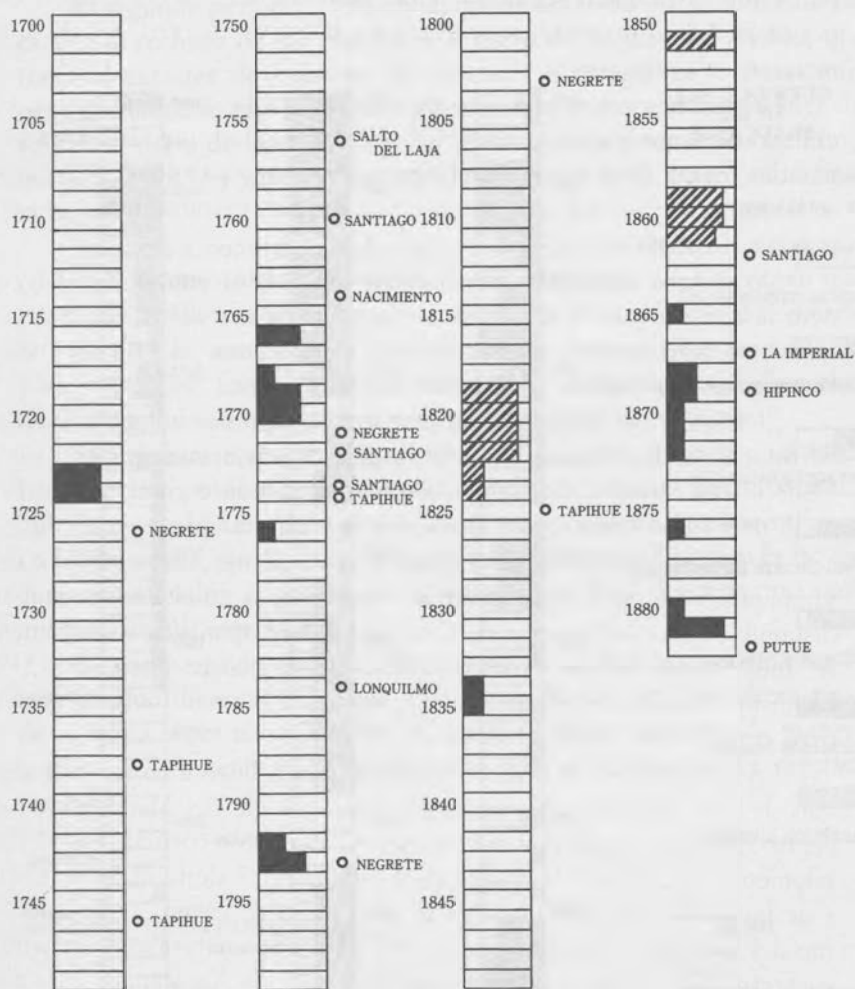 1700
1705
1710
1715
1720
1725
NEGRETE
1730
1735
TAPIHUE
1740
1745
TAPIHUE
1750
1755
SALTO
DEL LAJA
1760
SANTIAGO
NACIMIENTO
1765
1770
NEGRETE
SANTIAGO
SANTIAGO
TAPIHUE
1775
1780
LONQUILMO
1785
1790
NEGRETE
1795
1800
NEGRETE
1805
1810
1815
1820
1825
TAPIHUE
1830
1835
1840
1845
1850
1855
1860
SANTIAGO
1865
LA IMPERIAL
HIPINCO
1870
1875
1880
PUTUE